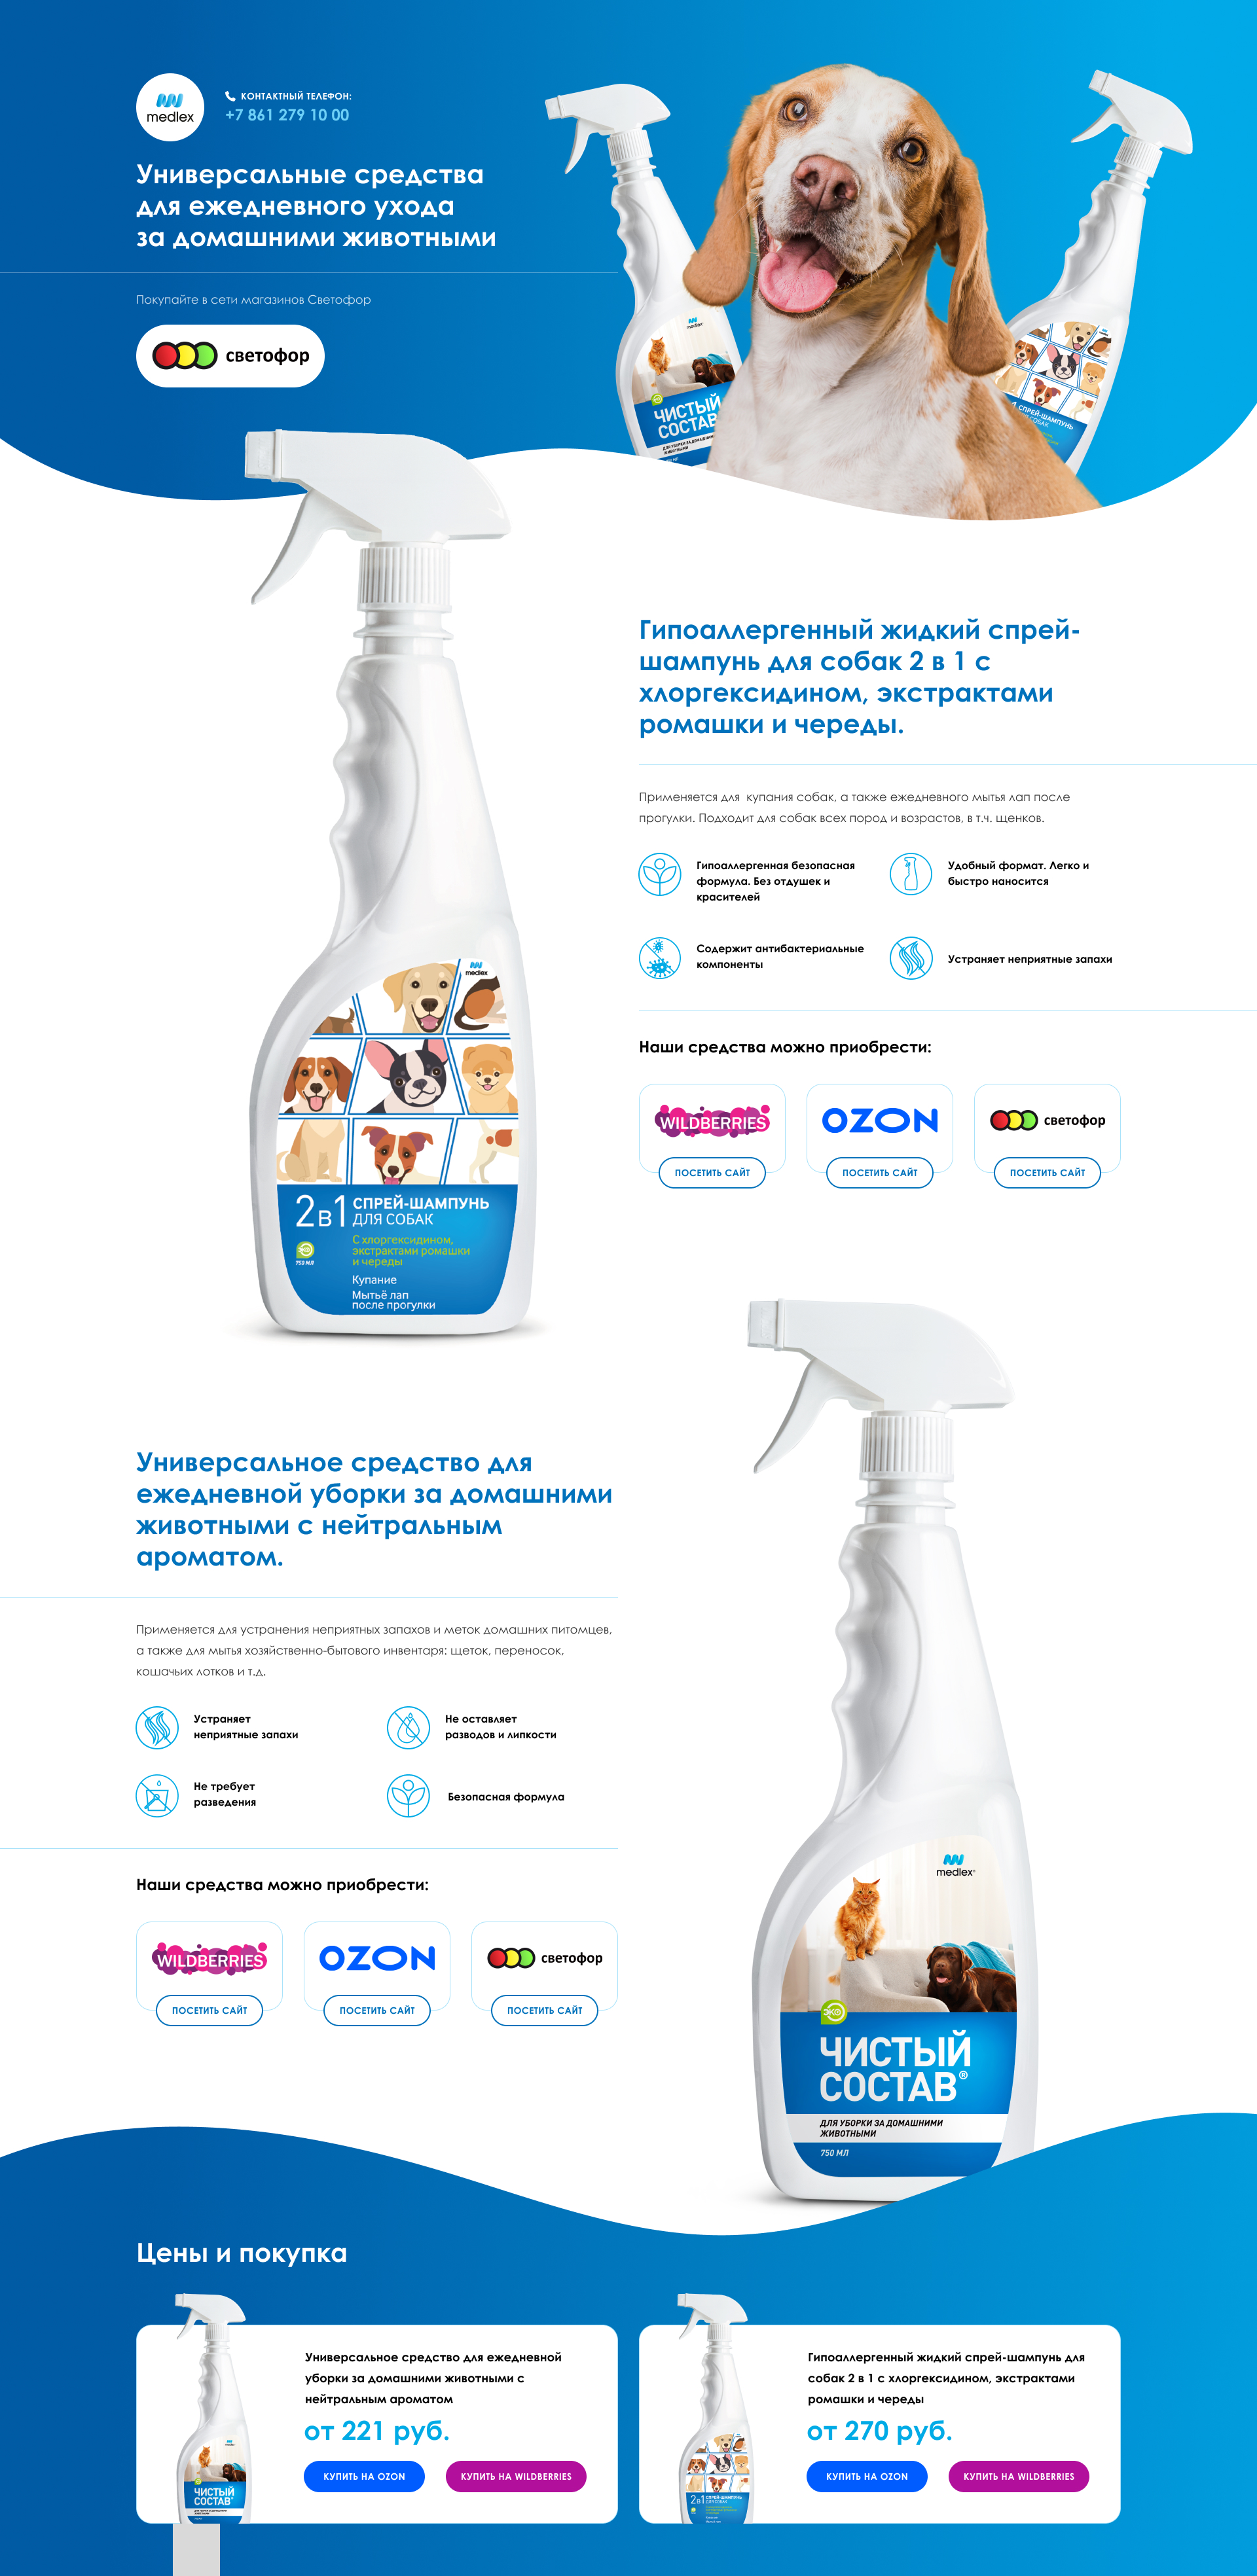 medlex
КОНТАКТНЫЙ ТЕЛЕФОН:
+7 861 279 10 00
Универсальные средства
для ежедневного ухода
за домашними животными
Покупайте в сети магазинов Светофор
светофор
medlex
ЧИСТЫЙ
СОСТАВ
ДЛЯ УБОРКИ ЗА ДОМАШНИМИ
ЖИВОТНЫМИ
СПРЕЙ-ШАМПУНЬ
Гипоаллергенный жидкий спрей-
шампунь для собак 2 в 1 с
хлоргексидином, экстрактами
ромашки и череды.
Применяется для  купания собак, а также ежедневного мытья лап после
прогулки. Подходит для собак всех пород и возрастов, в т.ч. щенков.
Гипоаллергенная безопасная
формула. Без отдушек и
красителей
Удобный формат. Легко и
быстро наносится
Содержит антибактериальные
компоненты
Устраняет неприятные запахи
Наши средства можно приобрести:
WILDBERRIES
OZON
светофор
ПОСЕТИТЬ САЙТ
ПОСЕТИТЬ САЙТ
ПОСЕТИТЬ САЙТ
medlex
2в1 СПРЕЙ-ШАМПУНЬ
ДЛЯ СОБАК
С хлоргексидином,
экстрактами ромашки
и череды
ЭКО
750 МЛ
Купание
Мытьё лап
после прогулки
Универсальное средство для
ежедневной уборки за домашними
животными с нейтральным
ароматом.
Применяется для устранения неприятных запахов и меток домашних питомцев,
а также для мытья хозяйственно-бытового инвентаря: щеток, переносок,
кошачьих лотков и т.д.
Устраняет
неприятные запахи
Не оставляет
разводов и липкости
Не требует
разведения
Безопасная формула
Наши средства можно приобрести:
WILDBERRIES
OZON
светофор
ПОСЕТИТЬ САЙТ
ПОСЕТИТЬ САЙТ
ПОСЕТИТЬ САЙТ
medlex®
ЭКО
ЧИСТЫЙ
СОСТАВ®
ДЛЯ УБОРКИ ЗА ДОМАШНИМИ
ЖИВОТНЫМИ
750 МЛ
Цены и покупка
Универсальное средство для ежедневной
уборки за домашними животными с
нейтральным ароматом
от 221 руб.
КУПИТЬ НА OZON
КУПИТЬ НА WILDBERRIES
ЧИСТЫЙ
СОСТАВ
Гипоаллергенный жидкий спрей-шампунь для
собак 2 в 1 с хлоргексидином, экстрактами
ромашки и череды
от 270 руб.
КУПИТЬ НА OZON
КУПИТЬ НА WILDBERRIES
2в1 СПРЕЙ-ШАМПУНЬ
ДЛЯ СОБАК